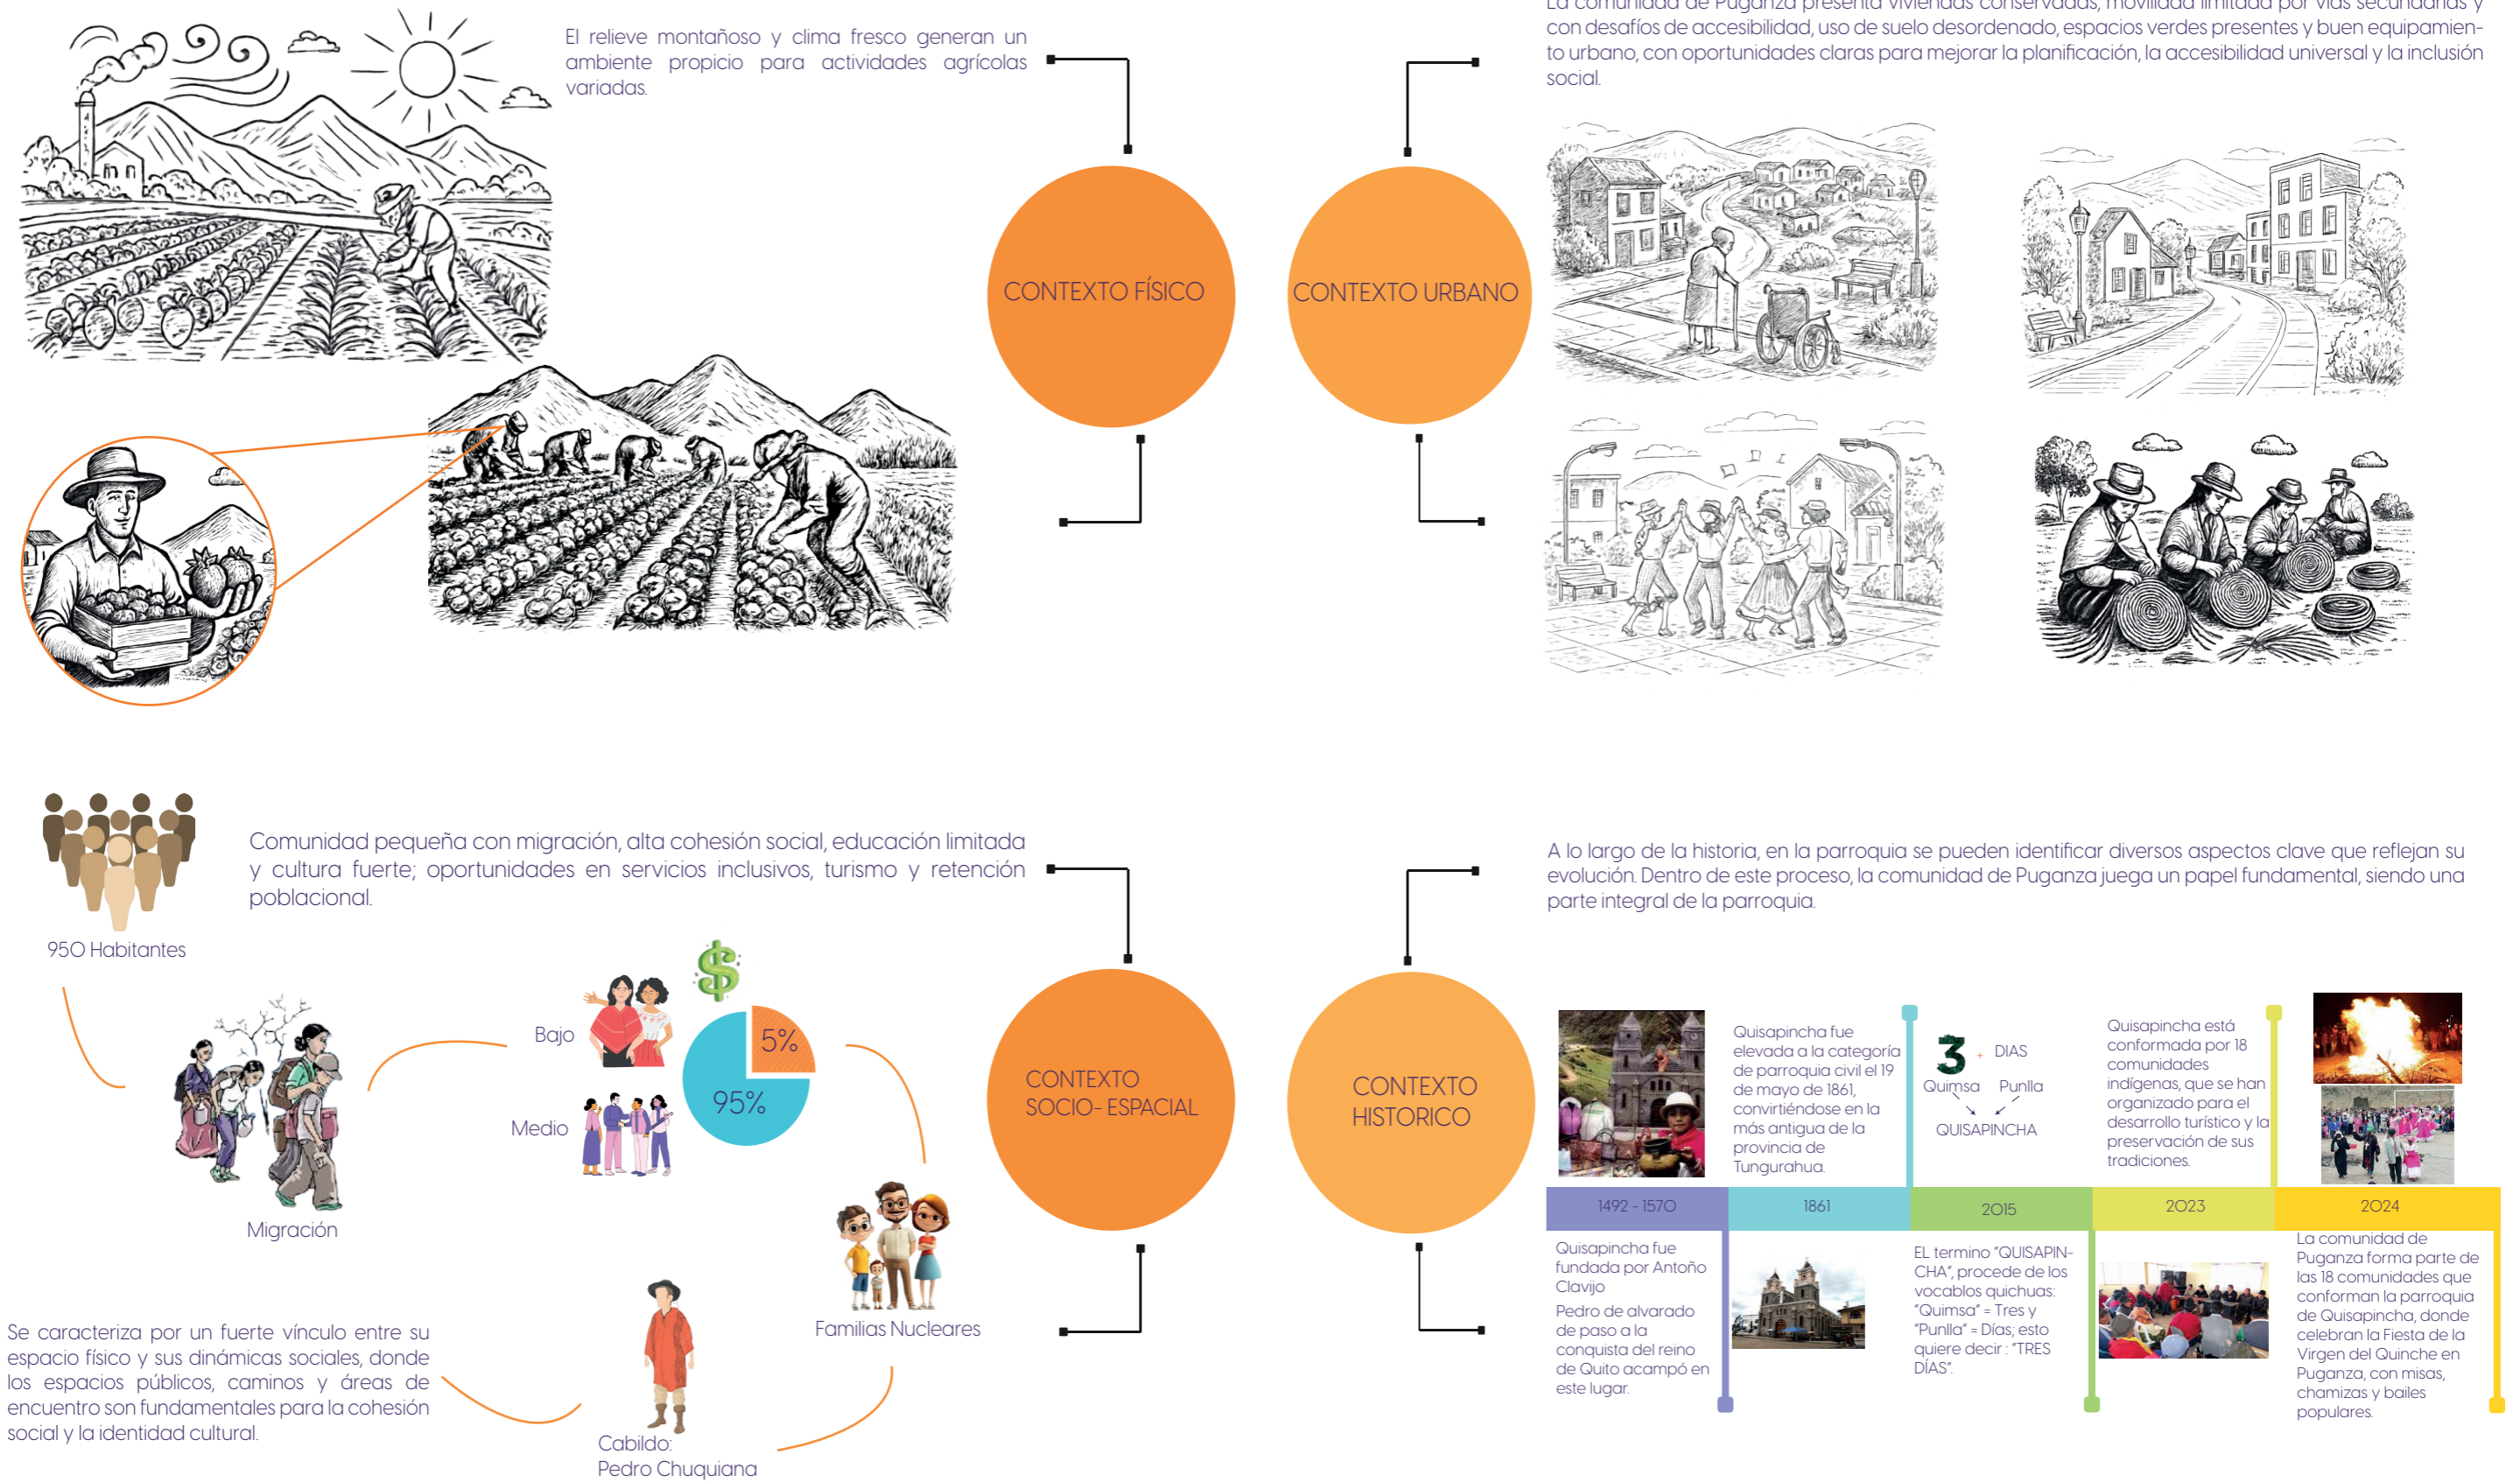 El relieve montañoso y clima fresco generan un
ambiente propicio para actividades agrícolas
variadas.
CONTEXTO FÍSICO
La comunidad de Puganza presenta viviendas conservadas, movilidad limitada por vías secundarias y
con desafíos de accesibilidad, uso de suelo desordenado, espacios verdes presentes y buen equipamien-
to urbano, con oportunidades claras para mejorar la planificación, la accesibilidad universal y la inclusión
social.
CONTEXTO URBANO
Comunidad pequeña con migración, alta cohesión social, educación limitada
y cultura fuerte; oportunidades en servicios inclusivos, turismo y retención
poblacional.
950 Habitantes
Migración
Bajo
Medio
5%
95%
Familias Nucleares
Cabildo:
Pedro Chuquiana
Se caracteriza por un fuerte vínculo entre su
espacio físico y sus dinámicas sociales, donde
los espacios públicos, caminos y áreas de
encuentro son fundamentales para la cohesión
social y la identidad cultural.
CONTEXTO
SOCIO- ESPACIAL
CONTEXTO
HISTORICO
A lo largo de la historia, en la parroquia se pueden identificar diversos aspectos clave que reflejan su
evolución. Dentro de este proceso, la comunidad de Puganza juega un papel fundamental, siendo una
parte integral de la parroquia.
1492 - 1570
Quisapincha fue
fundada por Antoño
Clavijo
Pedro de alvarado
de paso a la
conquista del reino
de Quito acampó en
este lugar.
Quisapincha fue
elevada a la categoría
de parroquia civil el 19
de mayo de 1861,
convirtiéndose en la
más antigua de la
provincia de
Tungurahua.
1861
3 + DIAS
Quimsa Punlla
QUISAPINCHA
2015
EL termino "QUISAPIN-
CHA", procede de los
vocablos quichuas:
"Quimsa" = Tres y
"Punlla" = Días; esto
quiere decir : "TRES
DÍAS".
Quisapincha está
conformada por 18
comunidades
indígenas, que se han
organizado para el
desarrollo turístico y la
preservación de sus
tradiciones.
2023
2024
La comunidad de
Puganza forma parte de
las 18 comunidades que
conforman la parroquia
de Quisapincha, donde
celebran la Fiesta de la
Virgen del Quinche en
Puganza, con misas,
chamizas y bailes
populares.